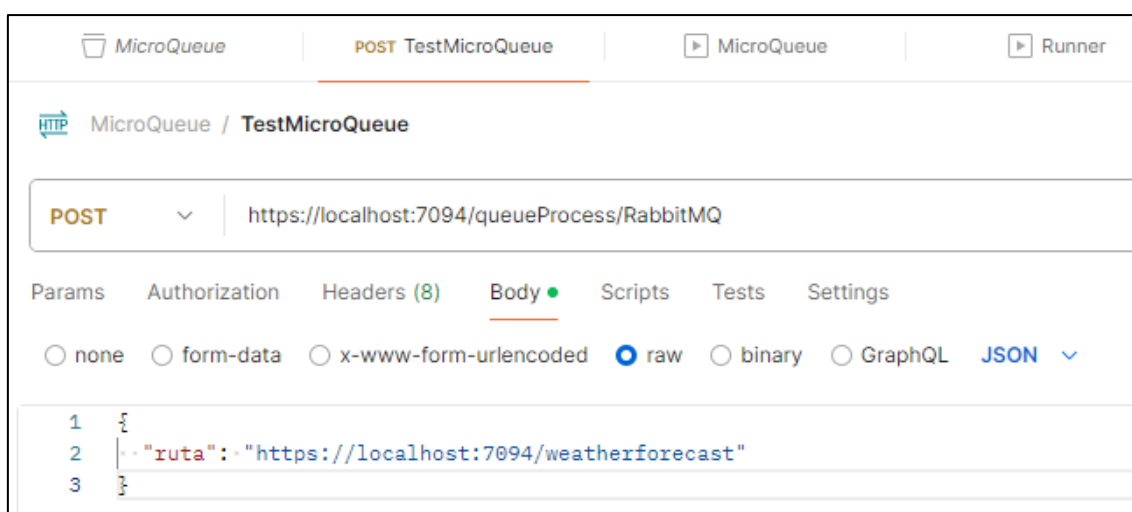 MicroQueue POST TestMicroQueue MicroQueue Runner
HTTP MicroQueue / TestMicroQueue
POST https://localhost:7094/queueProcess/RabbitMQ
Params Authorization Headers (8) Body Scripts Tests Settings
none form-data x-www-form-urlencoded raw binary GraphQL JSON
1 {
2 "ruta": "https://localhost:7094/weatherforecast"
3 }